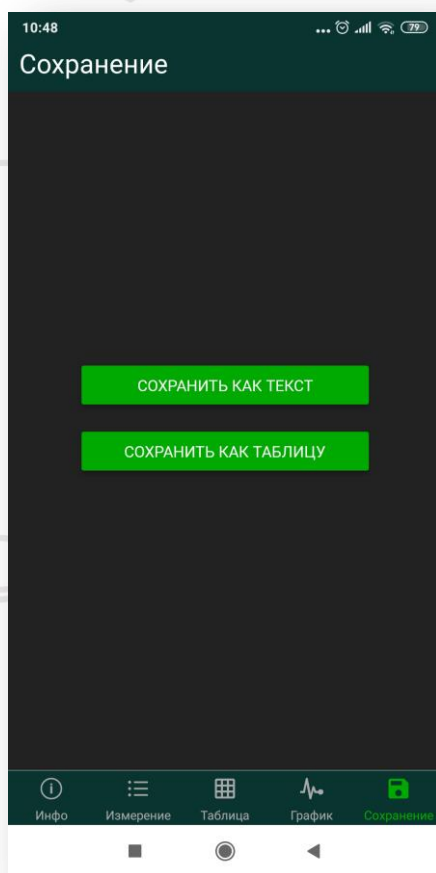 10:48
79
Сохранение
СОХРАНИТЬ КАК ТЕКСТ
СОХРАНИТЬ КАК ТАБЛИЦУ
Инфо Измерение Таблица График Сохранение